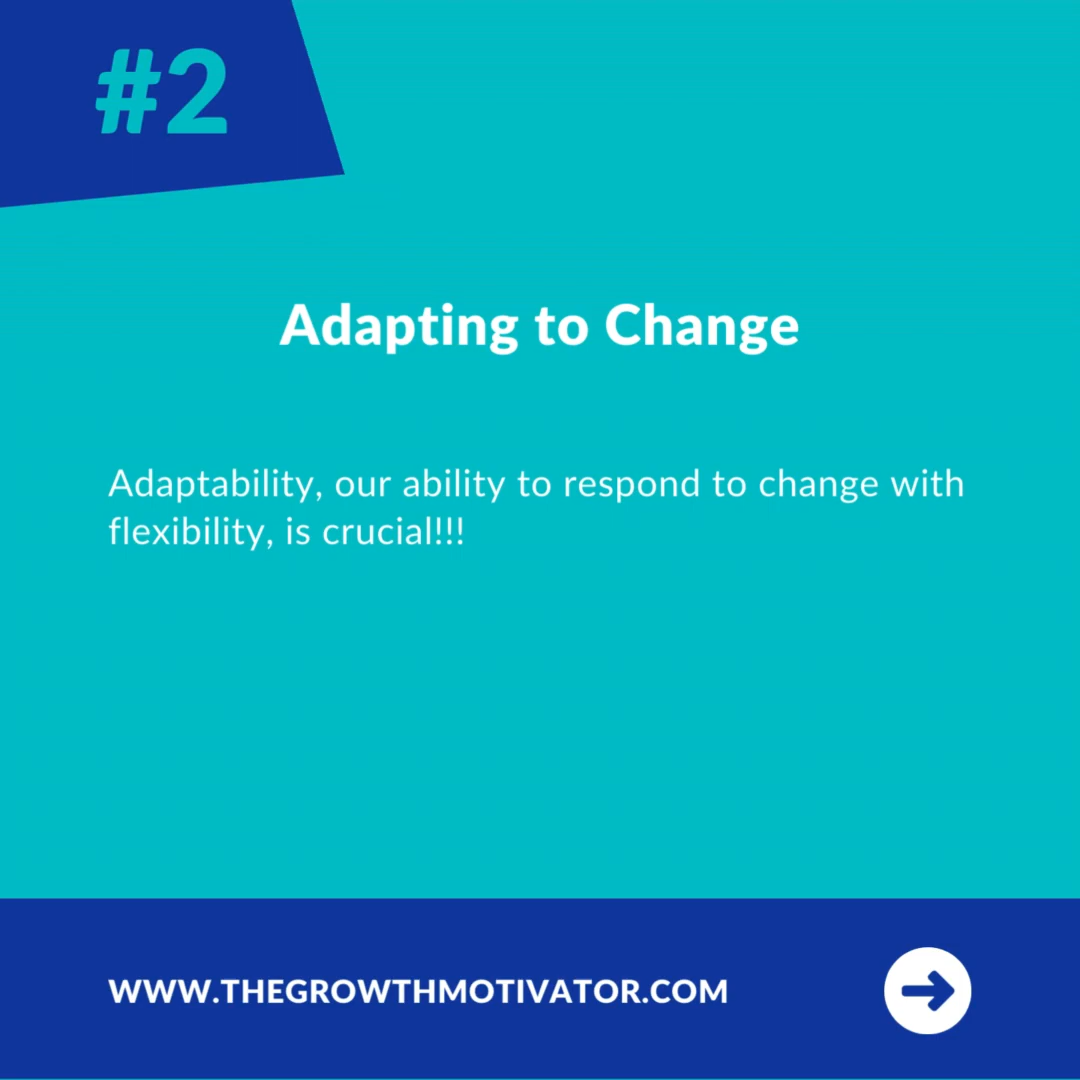 #2
Adapting to Change
Adaptability, our ability to respond to change with
flexibility, is crucial!!!
WWW.THEGROWTHMOTIVATOR.COM